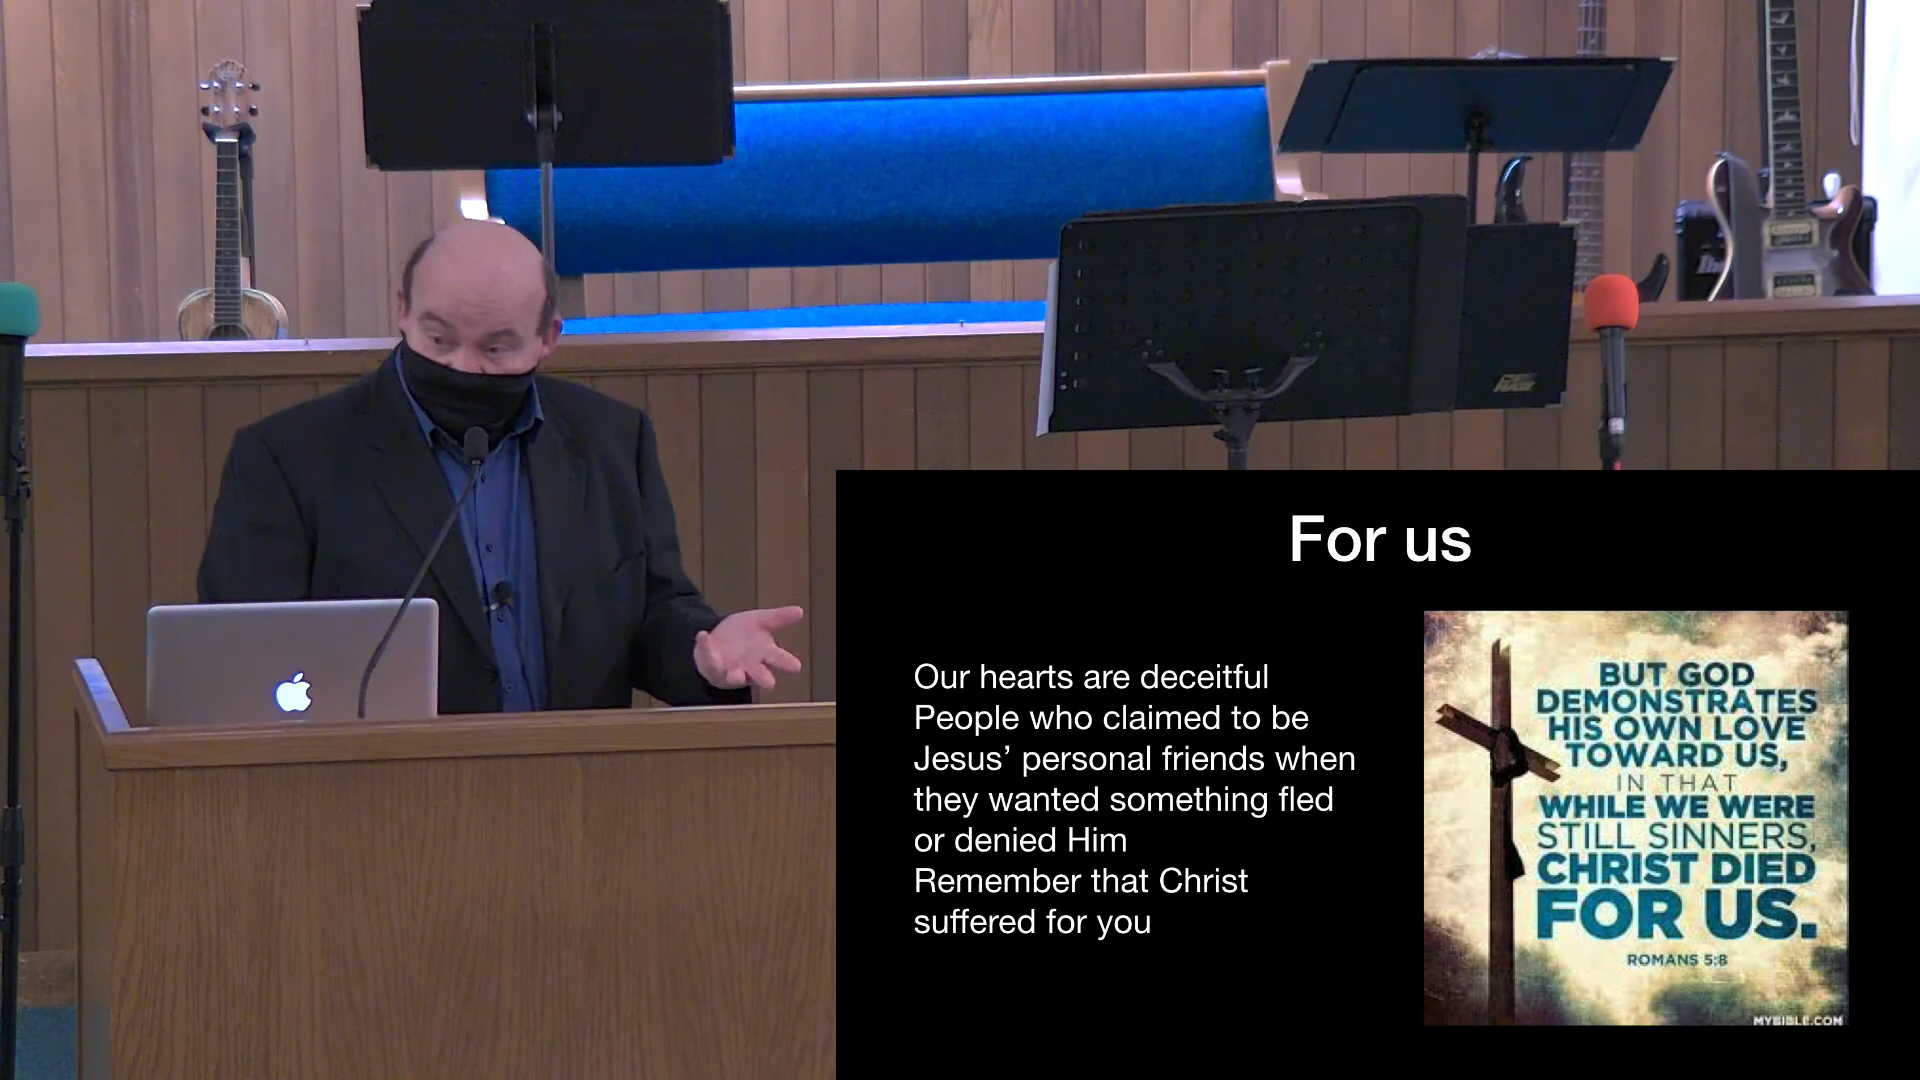 For us
Our hearts are deceitful
People who claimed to be
Jesus’ personal friends when
they wanted something fled
or denied Him
Remember that Christ
suffered for you
BUT GOD
DEMONSTRATES
HIS OWN LOVE
TOWARD US,
IN THAT
WHILE WE WERE
STILL SINNERS,
CHRIST DIED
FOR US.
ROMANS 5:8
MYBIBLE.COM